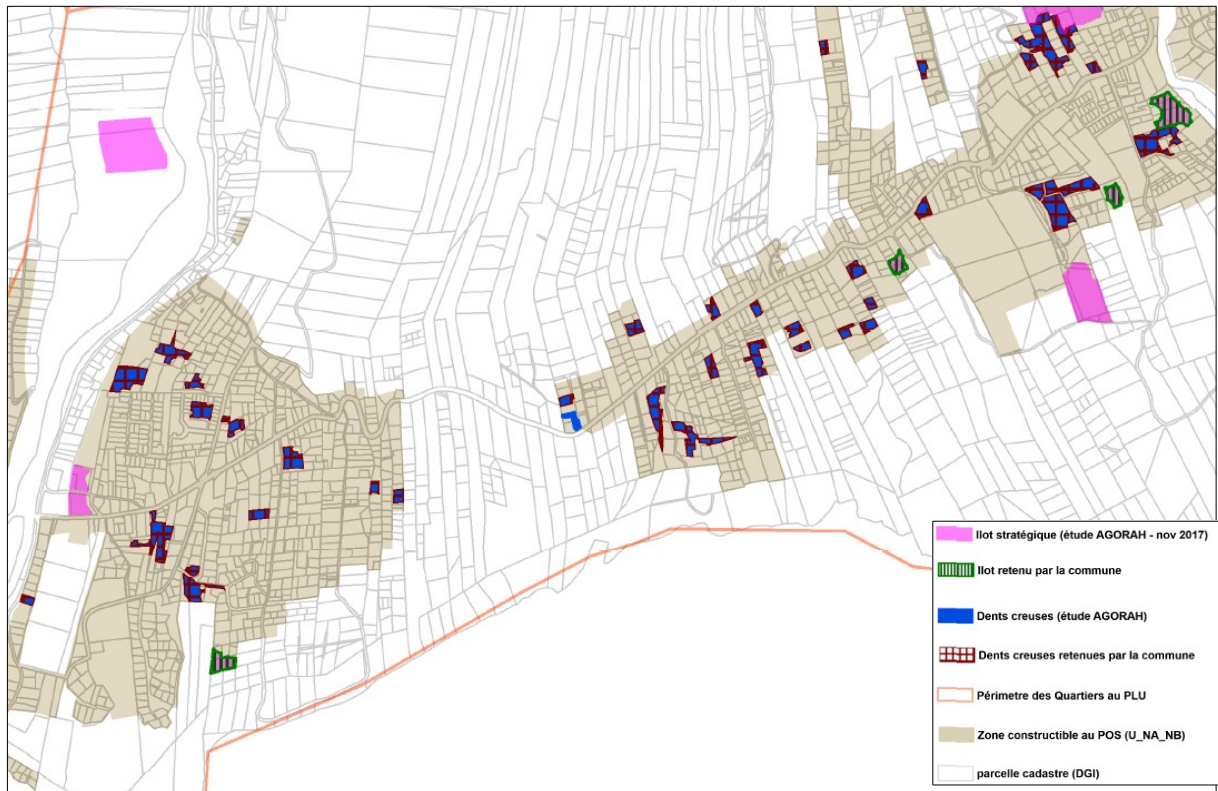 Ilot stratégique (étude AGORAH - nov 2017)
Ilot retenu par la commune
Dents creuses (étude AGORAH)
Dents creuses retenues par la commune
Périmetre des Quartiers au PLU
Zone constructible au POS (U_NA_NB)
parcelle cadastre (DGI)